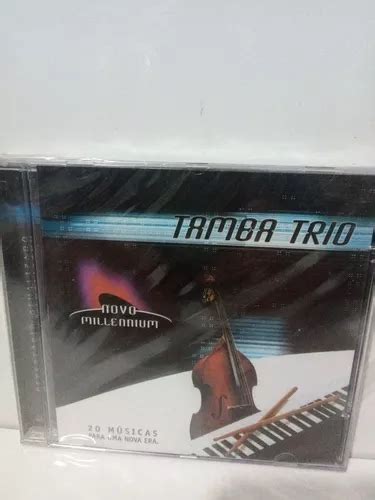 TAMBA TRIO
NOVO
MILLENNIUM
20 MÚSICAS
PARA UMA NOVA ERA.